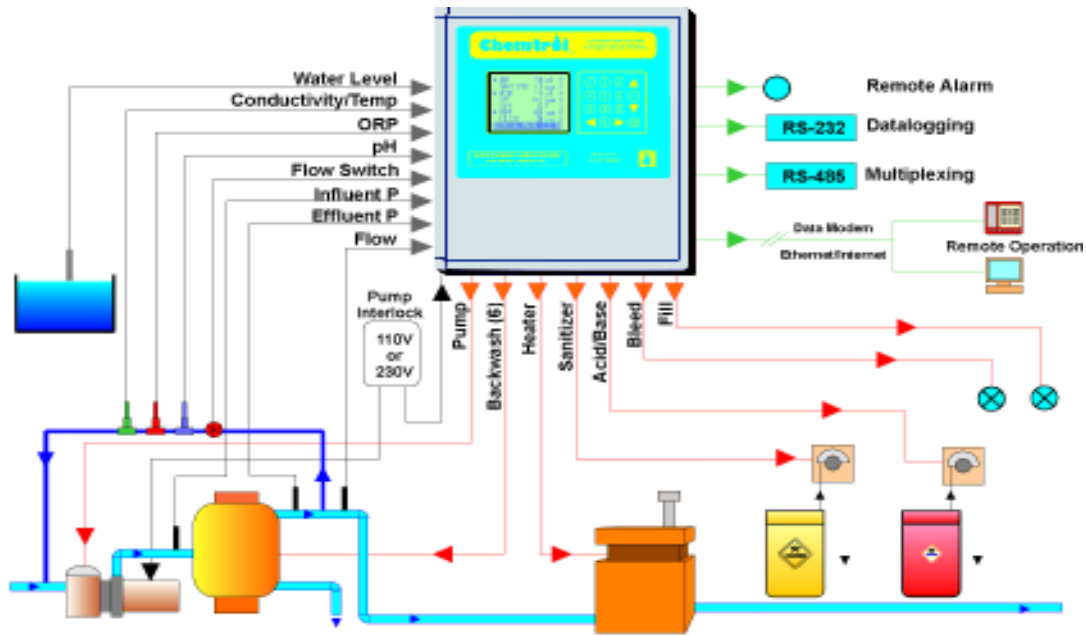 Chemtrol
Water Level
Conductivity/Temp
ORP
pH
Flow Switch
Influent P
Effluent P
Flow
Remote Alarm
RS-232 Datalogging
RS-485 Multiplexing
Data Modem
Ethernet/Internet
Remote Operation
Pump
Interlock
110V
or
230V
Pump
Backwash (6)
Heater
Sanitizer
Acid/Base
Bleed
Fill